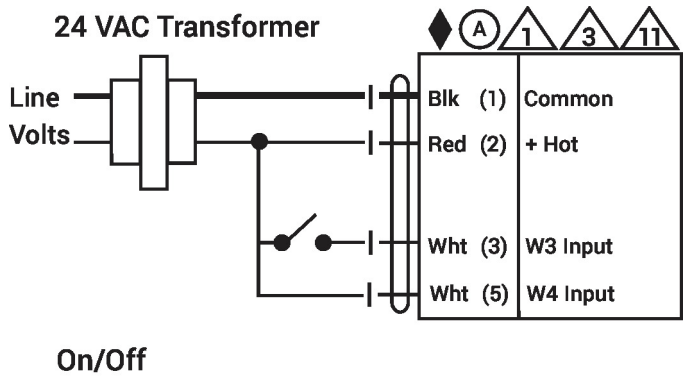 24 VAC Transformer
A 1 3 11
Line
Volts
Blk (1) Common
Red (2) + Hot
Wht (3) W3 Input
Wht (5) W4 Input
On/Off